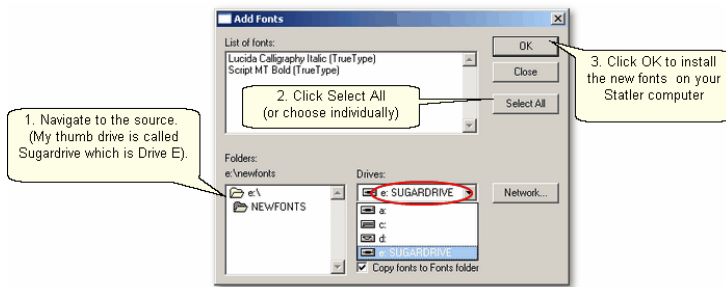 Add Fonts
List of fonts:
Lucida Calligraphy Italic (TrueType)
Script MT Bold (TrueType)
OK
Close
Select All
3. Click OK to install
the new fonts on your
Statler computer
2. Click Select All
(or choose individually)
1. Navigate to the source.
(My thumb drive is called
Sugardrive which is Drive E).
Folders:
e:\newfonts
e:\
NEWFONTS
Drives:
e: SUGARDRIVE
a:
c:
d:
e: SUGARDRIVE
Network...
Copy fonts to Fonts folder